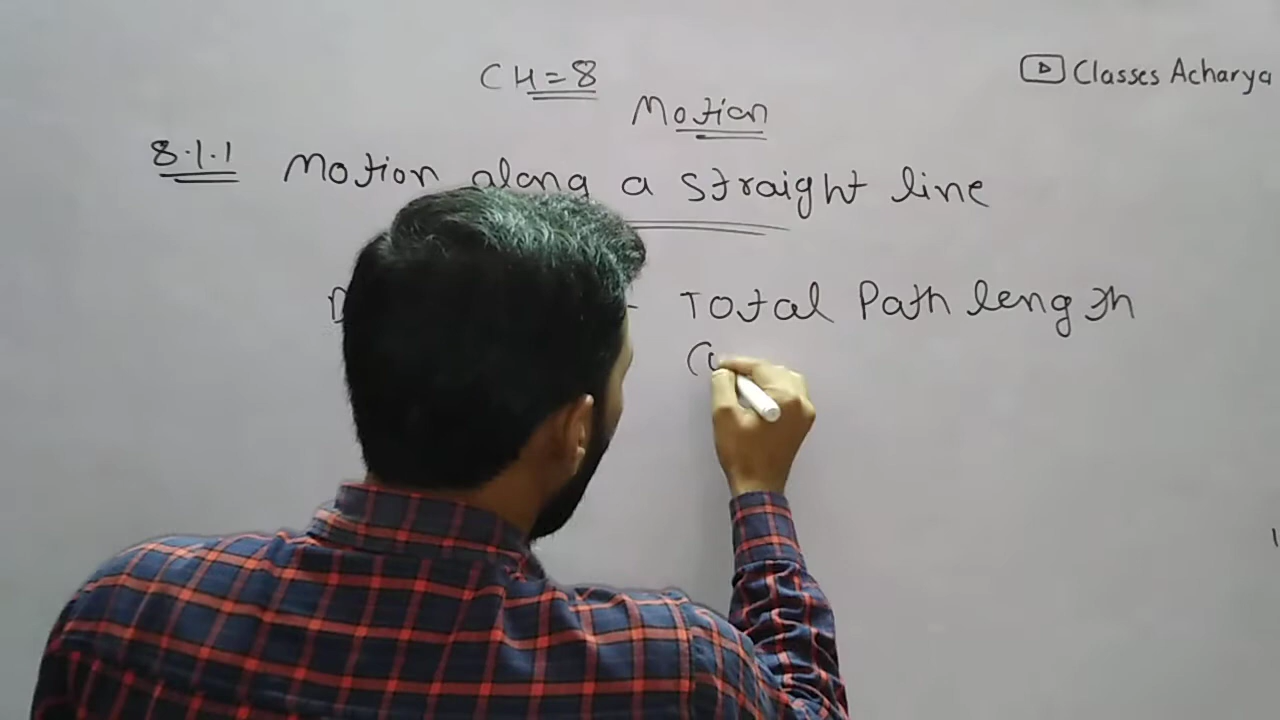 CH=8
Classes Acharya
Motion
8.1.1 Motion along a straight line
Total Path length